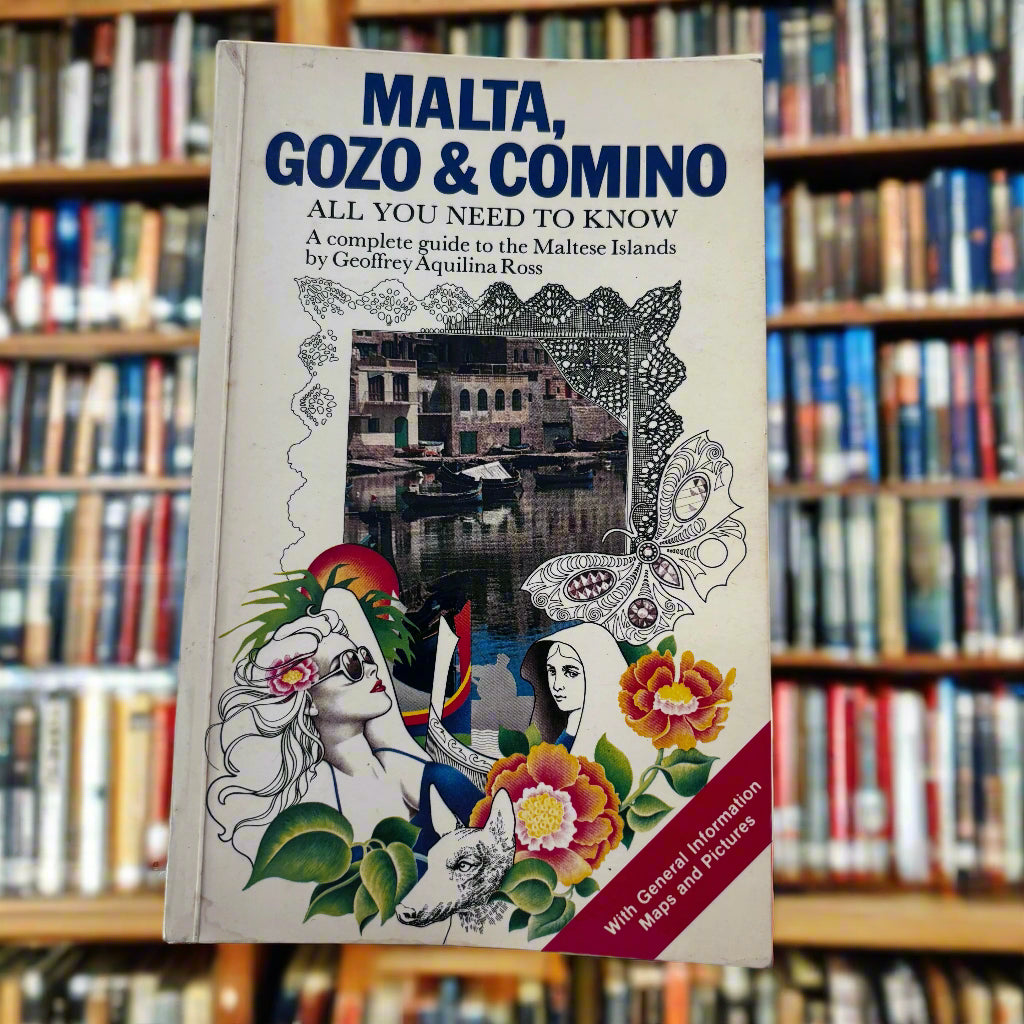 MALTA,
GOZO & COMINO
ALL YOU NEED TO KNOW
A complete guide to the Maltese Islands
by Geoffrey Aquilina Ross
With General Information
Maps and Pictures